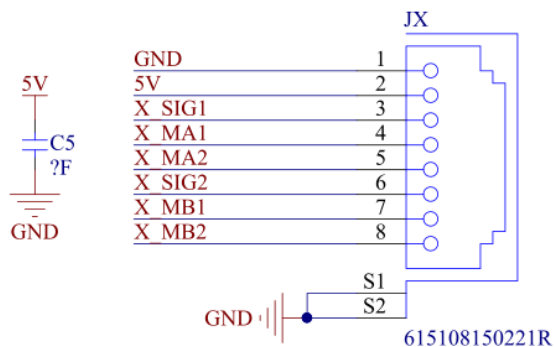 JX
GND 1
5V 2
X_SIG1 3
X_MA1 4
X_MA2 5
X_SIG2 6
X_MB1 7
X_MB2 8
5V
C5
?F
GND
S1
S2
GND
615108150221R